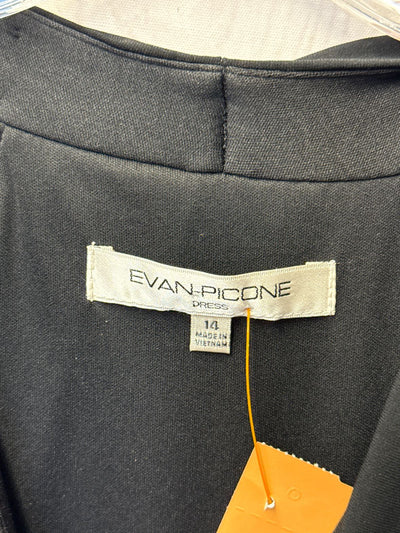 EVAN-PICONE
DRESS
14
MADE IN
VIETNAM